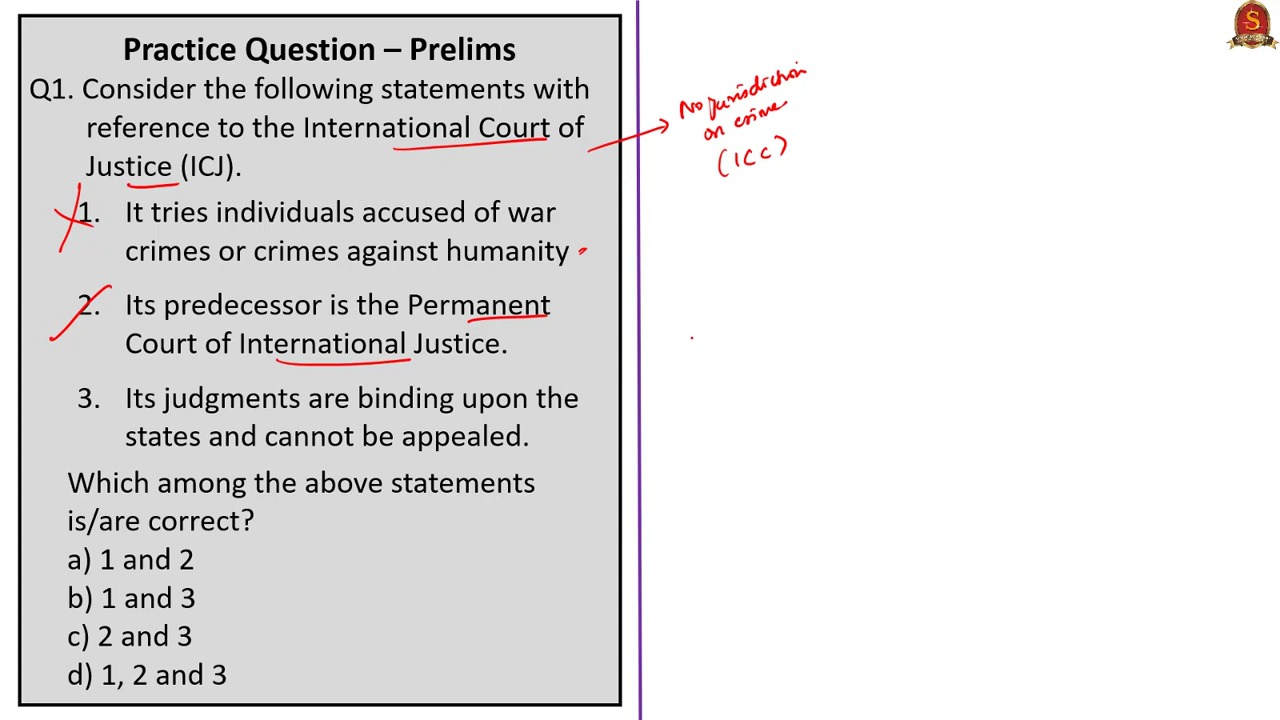 Practice Question – Prelims
Q1. Consider the following statements with
reference to the International Court of
Justice (ICJ).
1. It tries individuals accused of war
crimes or crimes against humanity
2. Its predecessor is the Permanent
Court of International Justice.
3. Its judgments are binding upon the
states and cannot be appealed.
Which among the above statements
is/are correct?
a) 1 and 2
b) 1 and 3
c) 2 and 3
d) 1, 2 and 3
No jurisdiction
on crime
(ICC)
S